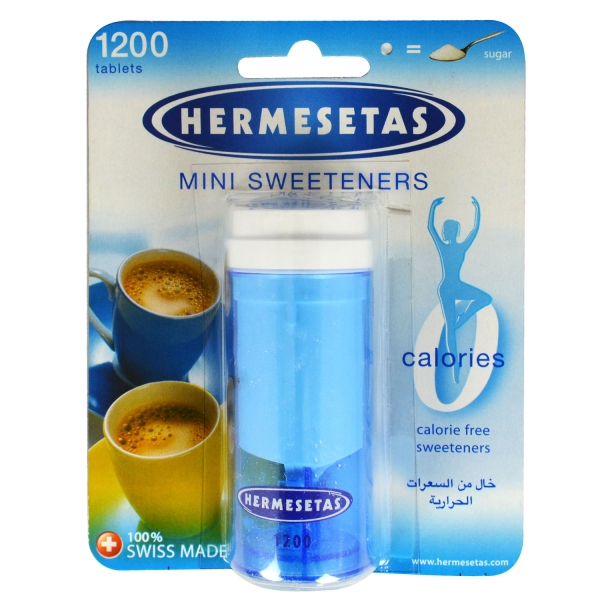 1200
tablets
= sugar
HERMESETAS
MINI SWEETENERS
0
calories
calorie free
sweeteners
خال من السعرات
الحرارية
HERMESETAS
1200
100%
SWISS MADE
www.hermesetas.com